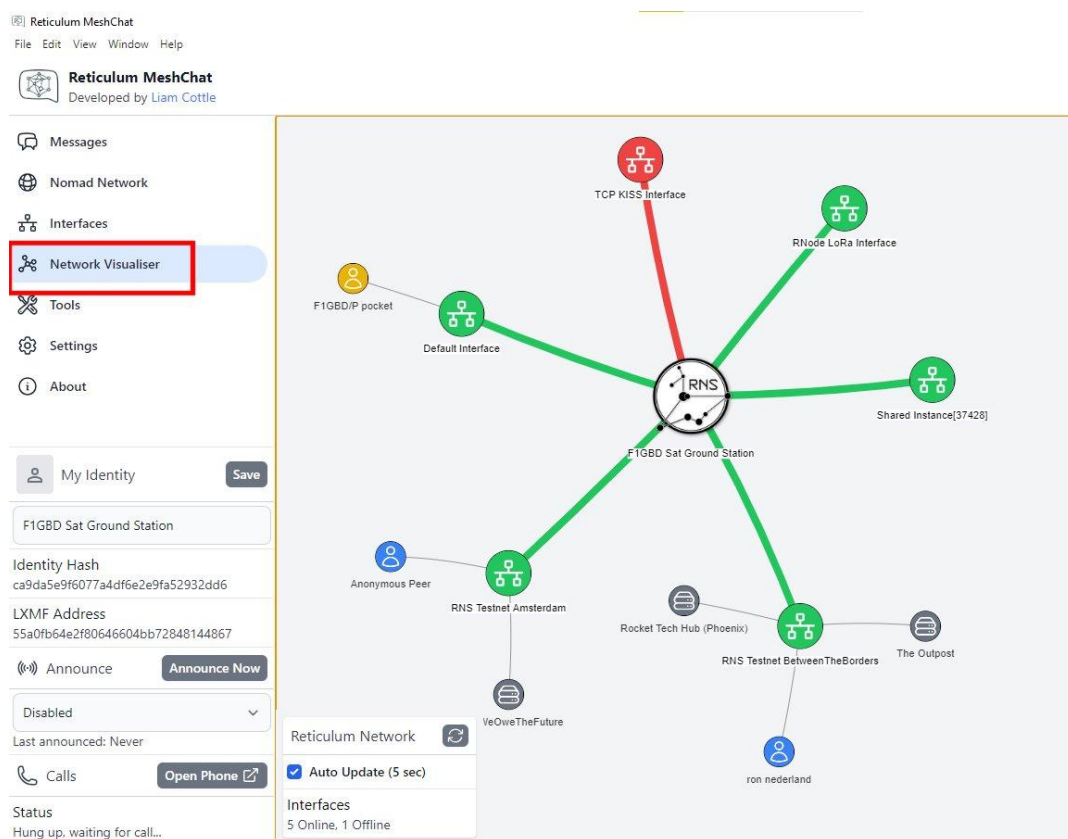 Reticulum MeshChat
File Edit View Window Help
Reticulum MeshChat
Developed by Liam Cottle
Messages
Nomad Network
Interfaces
Network Visualiser
Tools
Settings
About
My Identity
Save
F1GBD Sat Ground Station
Identity Hash
ca9da5e9f6077a4df6e2e9fa52932dd6
LXMF Address
55a0fb64e2f80646604bb72848144867
Announce
Announce Now
Disabled
Last announced: Never
Calls
Open Phone
Status
Hung up, waiting for call...
TCP KISS Interface
RNode LoRa Interface
F1GBD/P pocket
Default Interface
RNS
Shared Instance[37428]
F1GBD Sat Ground Station
Anonymous Peer
RNS Testnet Amsterdam
Rocket Tech Hub (Phoenix)
RNS Testnet BetweenTheBorders
The Outpost
WeOweTheFuture
ron nederland
Reticulum Network
Auto Update (5 sec)
Interfaces
5 Online, 1 Offline